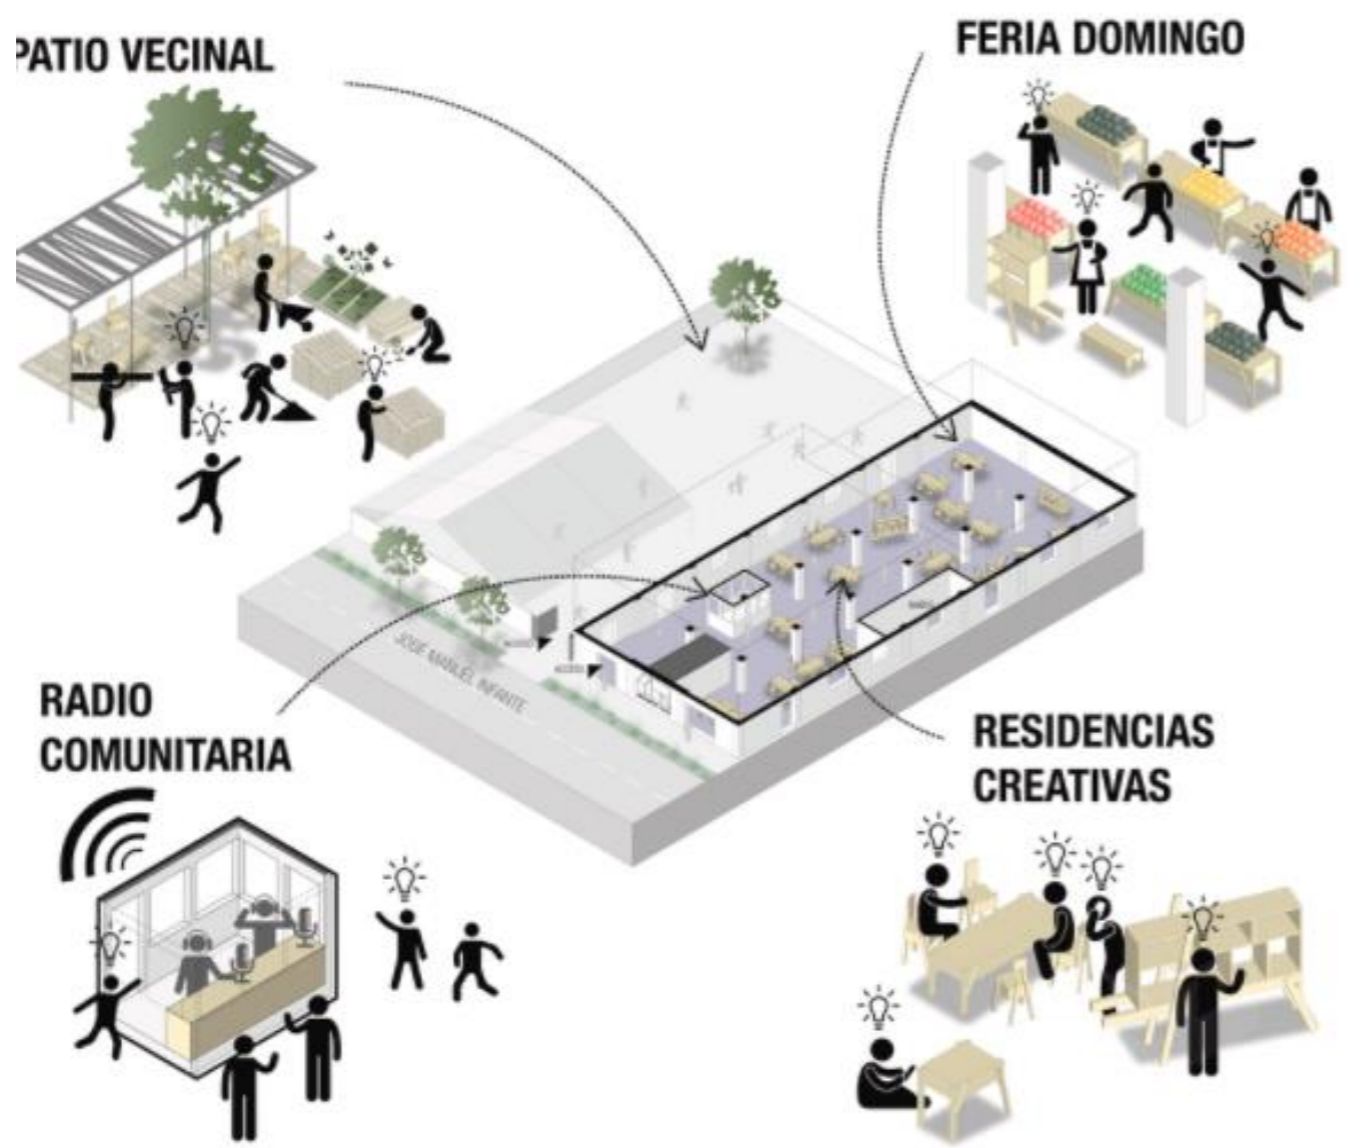 PATIO VECINAL
FERIA DOMINGO
JOSE MANUEL INFANTE
RADIO
COMUNITARIA
RESIDENCIAS
CREATIVAS